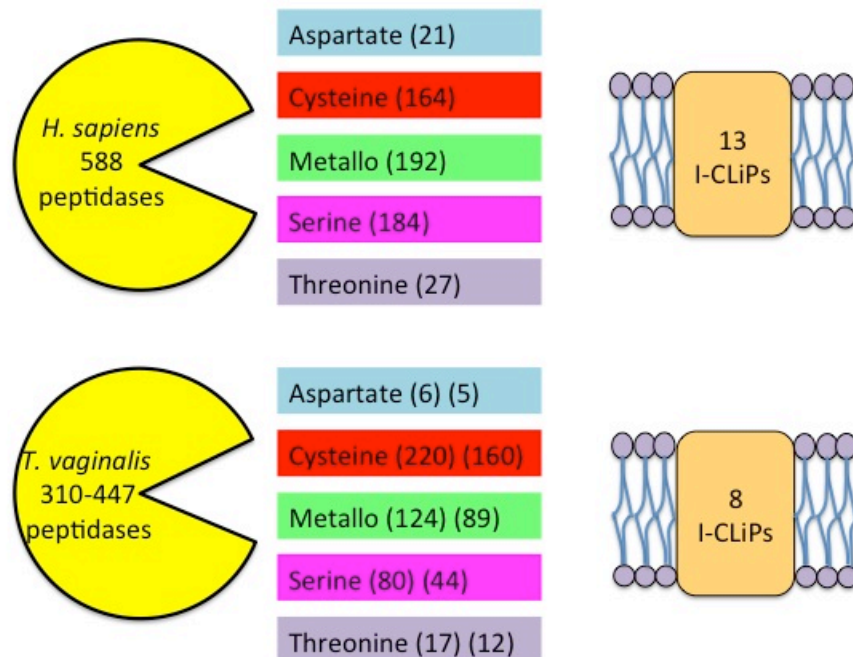 H. sapiens
588
peptidases
Aspartate (21)
Cysteine (164)
Metallo (192)
Serine (184)
Threonine (27)
13
I-CLiPs
T. vaginalis
310-447
peptidases
Aspartate (6) (5)
Cysteine (220) (160)
Metallo (124) (89)
Serine (80) (44)
Threonine (17) (12)
8
I-CLiPs